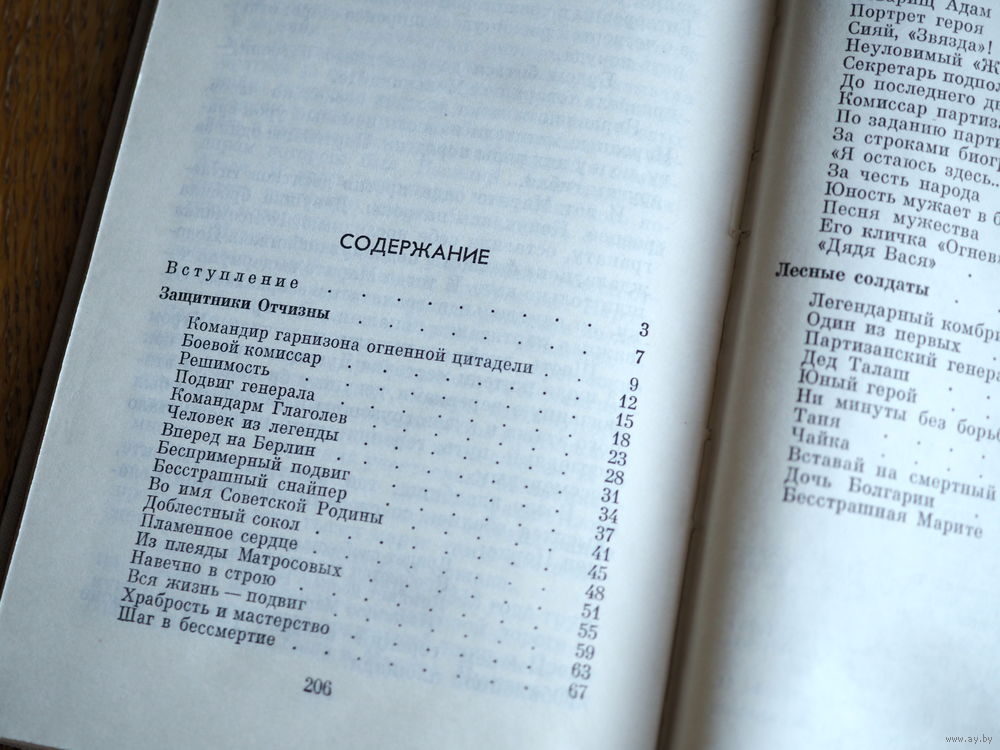 СОДЕРЖАНИЕ
Вступление . . . . . . . . 3
Защитники Отчизны . . . . . . . 7
Командир гарнизона огненной цитадели . . 9
Боевой комиссар . . . . . . . 12
Решимость . . . . . . . . 15
Подвиг генерала . . . . . . . 18
Командарм Глаголев . . . . . . . 23
Человек из легенды . . . . . . . 28
Вперед на Берлин . . . . . . . 31
Беспримерный подвиг . . . . . . . 34
Бесстрашный снайпер . . . . . . . 37
Во имя Советской Родины . . . . . . 41
Доблестный сокол . . . . . . . 45
Пламенное сердце . . . . . . . 48
Из плеяды Матросовых . . . . . . 51
Навечно в строю . . . . . . . 55
Вся жизнь — подвиг . . . . . . . 59
Храбрость и мастерство . . . . . . 63
Шаг в бессмертие . . . . . . . 67
206
Адам
Портрет героя
Сияй, «Звязда»!
Неуловимый «Ж
Секретарь подпол
До последнего д
Комиссар партиз
По заданию парти
За строками биогр
«Я остаюсь здесь..
За честь народа
Юность мужает в б
Песня мужества
Его кличка «Огнев
«Дядя Вася» .
Лесные солдаты .
Легендарный комбри
Один из первых .
Партизанский генера
Дед Талаш . .
Юный герой . .
Ни минуты без борьб
Таня . . .
Чайка . . .
Вставай на смертный
Дочь Болгарии .
Бесстрашная Марите
www.ay.by